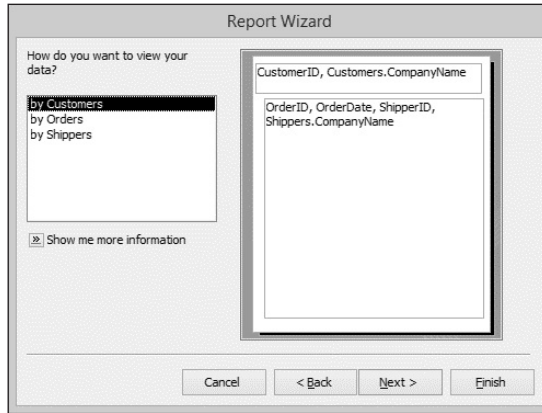 Report Wizard
How do you want to view your
data?
by Customers
by Orders
by Shippers
Show me more information
CustomerID, Customers.CompanyName
OrderID, OrderDate, ShipperID,
Shippers.CompanyName
Cancel
< Back
Next >
Finish